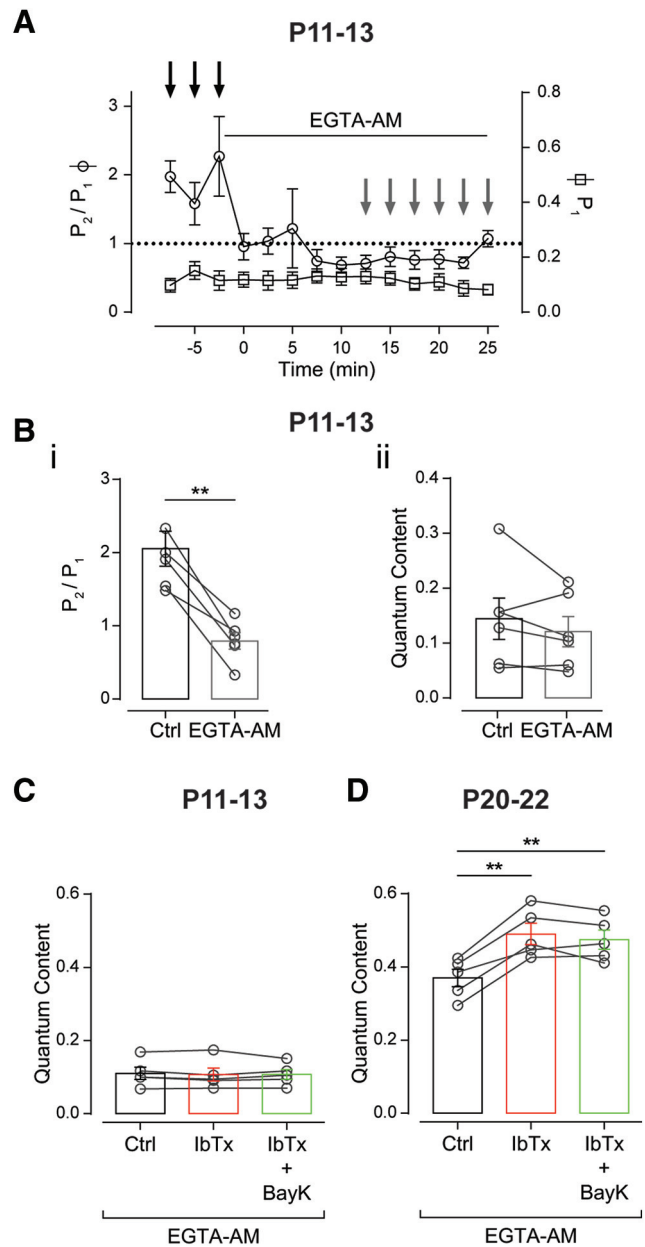 A
P11-13
EGTA-AM
P2 / P1
P1
3
2
1
0
0.8
0.6
0.4
0.2
0.0
-5 0 5 10 15 20 25
Time (min)
B
P11-13
i
ii
**
P2 / P1
3
2
1
0
Ctrl EGTA-AM
Quantum Content
0.4
0.3
0.2
0.1
0.0
Ctrl EGTA-AM
C
P11-13
D
P20-22
**
**
Quantum Content
0.6
0.4
0.2
0.0
Ctrl IbTx IbTx
+
BayK
EGTA-AM
Quantum Content
0.6
0.4
0.2
0.0
Ctrl IbTx IbTx
+
BayK
EGTA-AM